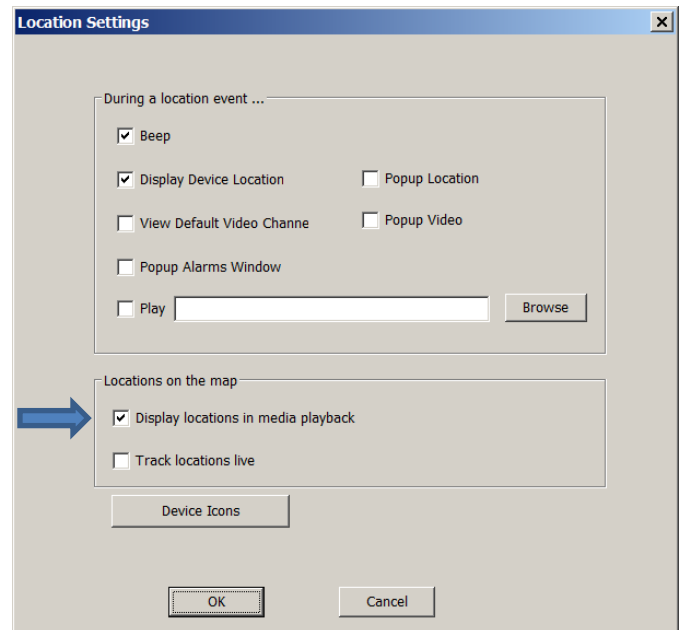 Location Settings
During a location event ...
Beep
Display Device Location
Popup Location
View Default Video Channe
Popup Video
Popup Alarms Window
Play
Browse
Locations on the map
Display locations in media playback
Track locations live
Device Icons
OK
Cancel